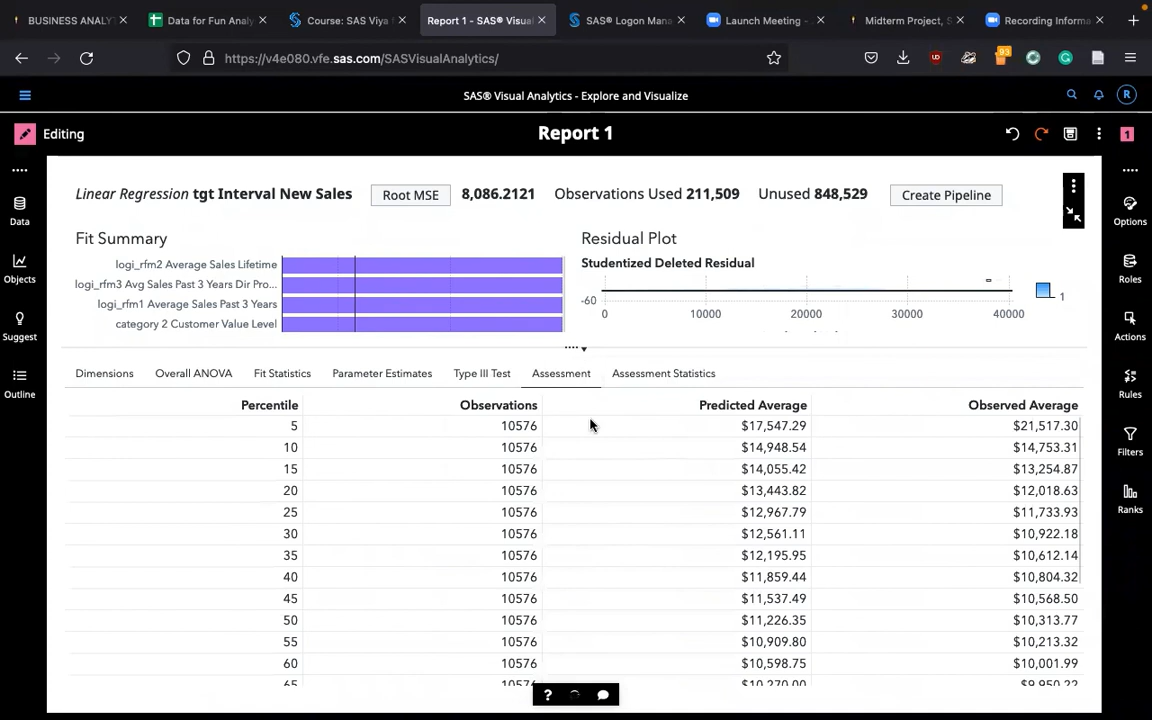 BUSINESS ANALYT
Data for Fun Analy
Course: SAS Viya
Report 1 - SAS® Visual
SAS® Logon Mana
Launch Meeting -
Midterm Project, S
Recording Informa
https://v4e080.vfe.sas.com/SASVisualAnalytics/
93
SAS® Visual Analytics - Explore and Visualize
R
Editing
Report 1
1
Linear Regression tgt Interval New Sales
Root MSE
8,086.2121
Observations Used 211,509
Unused 848,529
Create Pipeline
Data
Objects
Suggest
Outline
Options
Roles
Actions
Rules
Filters
Ranks
Fit Summary
logi_rfm2 Average Sales Lifetime
logi_rfm3 Avg Sales Past 3 Years Dir Pro...
logi_rfm1 Average Sales Past 3 Years
category 2 Customer Value Level
Residual Plot
Studentized Deleted Residual
-60
0 10000 20000 30000 40000
1
Dimensions Overall ANOVA Fit Statistics Parameter Estimates Type III Test Assessment Assessment Statistics
Percentile Observations Predicted Average Observed Average
5 10576 $17,547.29 $21,517.30
10 10576 $14,948.54 $14,753.31
15 10576 $14,055.42 $13,254.87
20 10576 $13,443.82 $12,018.63
25 10576 $12,967.79 $11,733.93
30 10576 $12,561.11 $10,922.18
35 10576 $12,195.95 $10,612.14
40 10576 $11,859.44 $10,804.32
45 10576 $11,537.49 $10,568.50
50 10576 $11,226.35 $10,313.77
55 10576 $10,909.80 $10,213.32
60 10576 $10,598.75 $10,001.99
65 10576 $10,270.00 $9,950.22
?